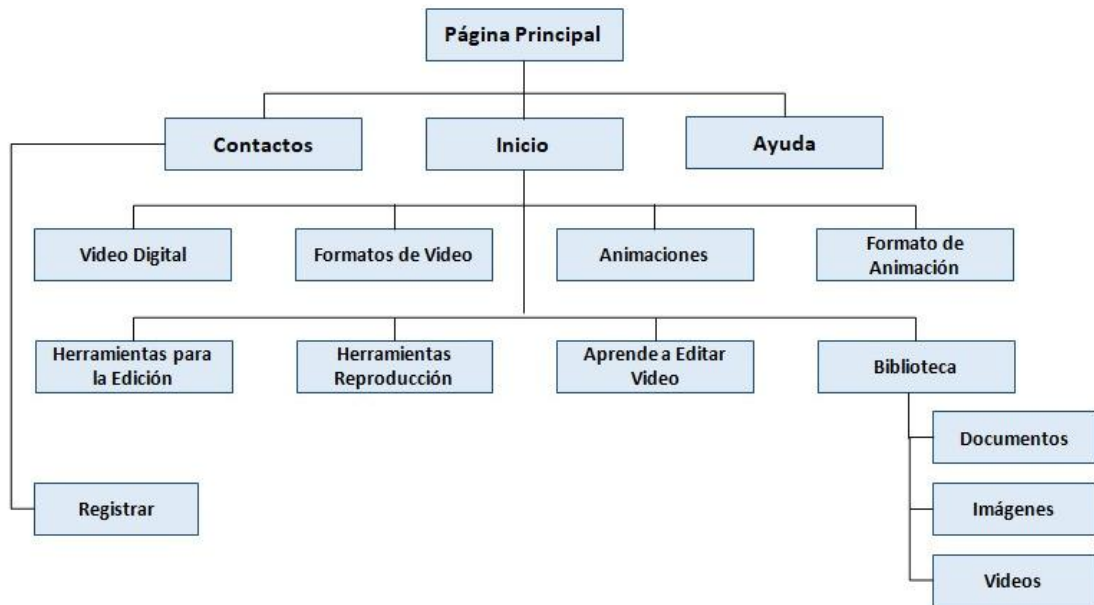 Página Principal
Contactos
Inicio
Ayuda
Video Digital
Formatos de Video
Animaciones
Formato de
Animación
Herramientas para
la Edición
Herramientas
Reproducción
Aprende a Editar
Video
Biblioteca
Documentos
Registrar
Imágenes
Videos